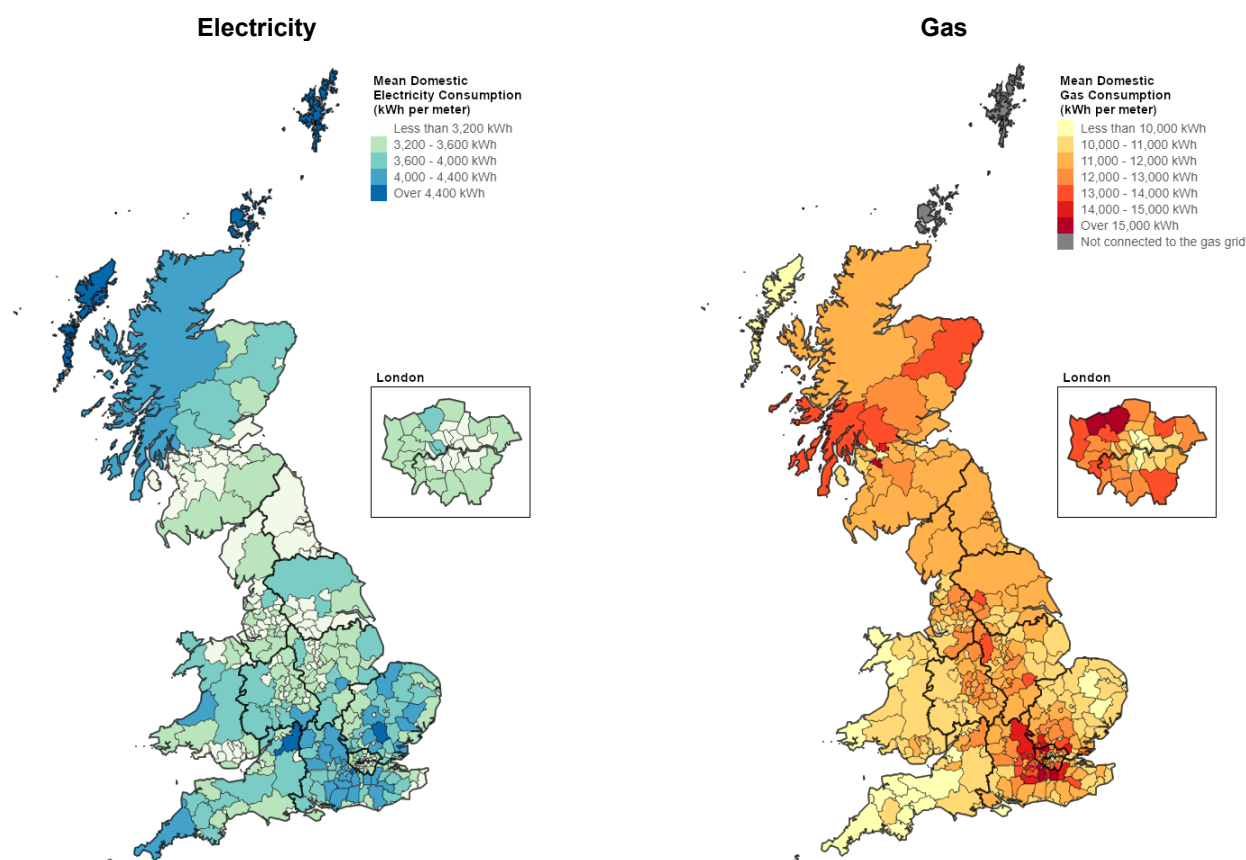 Electricity
Mean Domestic
Electricity Consumption
(kWh per meter)
Less than 3,200 kWh
3,200 - 3,600 kWh
3,600 - 4,000 kWh
4,000 - 4,400 kWh
Over 4,400 kWh
London
Gas
Mean Domestic
Gas Consumption
(kWh per meter)
Less than 10,000 kWh
10,000 - 11,000 kWh
11,000 - 12,000 kWh
12,000 - 13,000 kWh
13,000 - 14,000 kWh
14,000 - 15,000 kWh
Over 15,000 kWh
Not connected to the gas grid
London